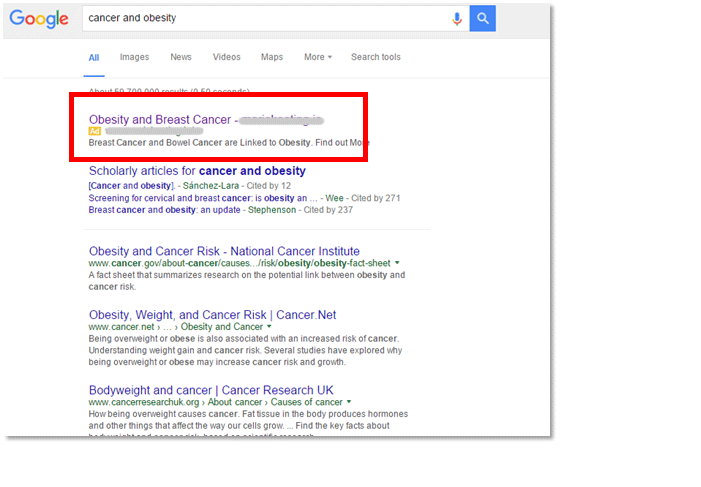 Google cancer and obesity
All Images News Videos Maps More Search tools
About 59,700,000 results (0.50 seconds)
Obesity and Breast Cancer -
Ad
Breast Cancer and Bowel Cancer are Linked to Obesity. Find out More
Scholarly articles for cancer and obesity
[Cancer and obesity]. - Sánchez-Lara - Cited by 12
Screening for cervical and breast cancer: is obesity an … - Wee - Cited by 271
Breast cancer and obesity: an update - Stephenson - Cited by 237
Obesity and Cancer Risk - National Cancer Institute
www.cancer.gov/about-cancer/causes.../risk/obesity/obesity-fact-sheet
A fact sheet that summarizes research on the potential link between obesity and
cancer risk.
Obesity, Weight, and Cancer Risk | Cancer.Net
www.cancer.net › ... › Obesity and Cancer
Being overweight or obese is also associated with an increased risk of cancer.
Understanding weight gain and cancer risk. Several studies have explored why
being overweight or obese may increase cancer risk and growth.
Bodyweight and cancer | Cancer Research UK
www.cancerresearchuk.org › About cancer › Causes of cancer
How being overweight causes cancer. Fat tissue in the body produces hormones
and other things that affect the way our cells grow. ... Find the key facts about
bodyweight and cancer risk, based on scientific research.